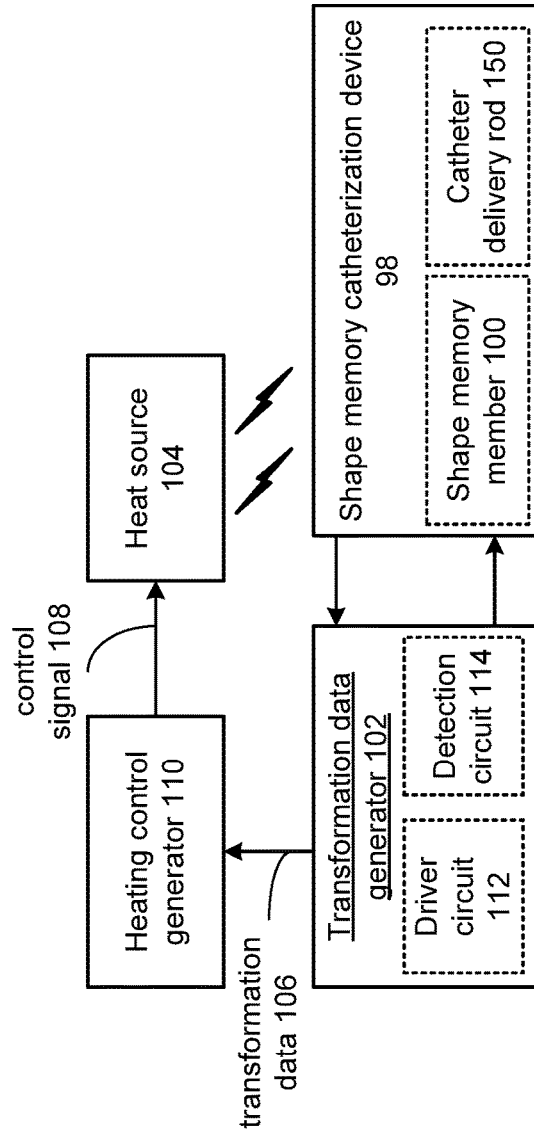 control
signal 108
Heating control
generator 110
Heat source
104
transformation
data 106
Transformation data
generator 102
Driver
circuit
112
Detection
circuit 114
Shape memory catheterization device
98
Shape memory
member 100
Catheter
delivery rod 150